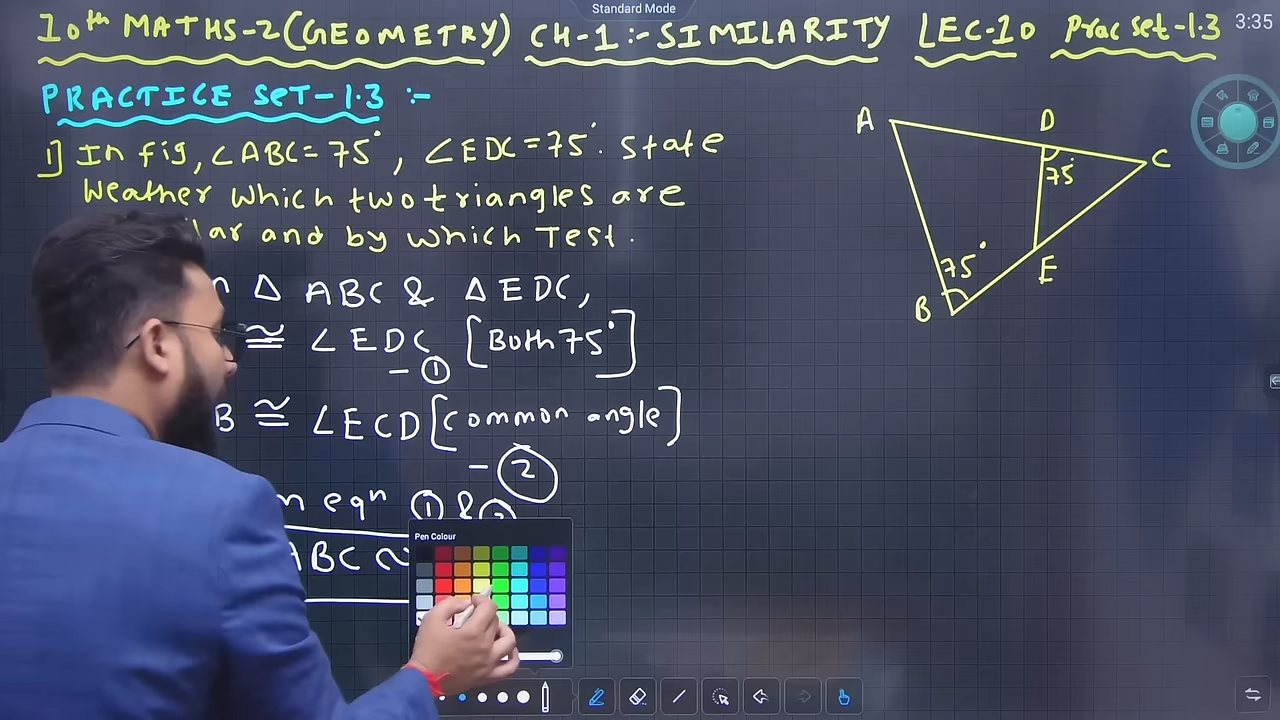 Standard Mode
10th MATHS-2(GEOMETRY) CH-1:-SIMILARITY LEC-10 Prac Set-1.3
3:35
PRACTICE SET-1.3 :-
1] In fig, ∠ABC=75°, ∠EDC=75°. State
Weather which two triangles are
and by which Test.
△ ABC & △EDC,
≅ ∠EDC [Both 75°]
- ①
B ≅ ∠ECD [Common angle]
- ②
eqn ① &
ABC ~
Pen Colour
A
D
C
75°
75°
E
B